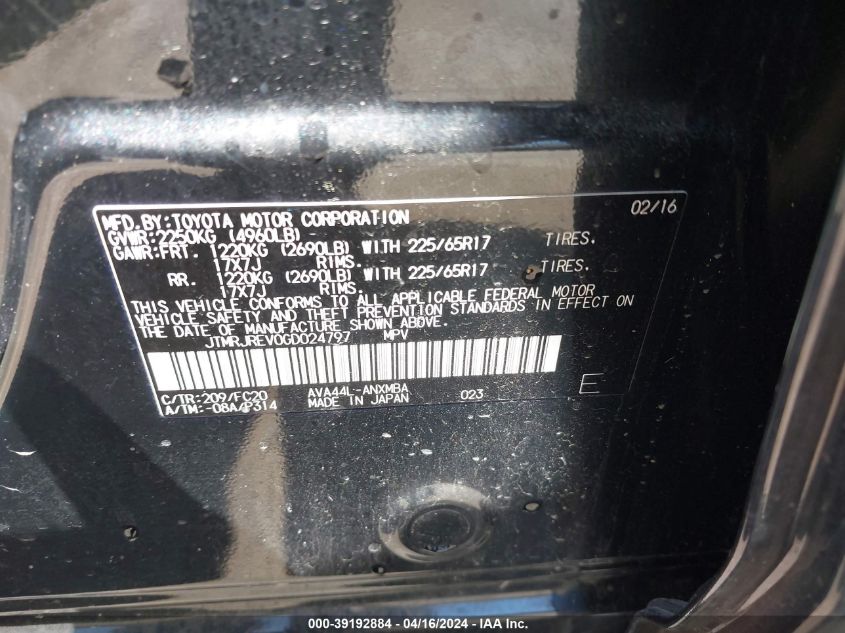 MFD.BY:TOYOTA MOTOR CORPORATION 02/16
GVWR:2250KG (4960LB)
GAWR:FRT. 1220KG (2690LB) WITH 225/65R17 TIRES.
17X7J RIMS.
RR. 1220KG (2690LB) WITH 225/65R17 TIRES.
17X7J RIMS.
THIS VEHICLE CONFORMS TO ALL APPLICABLE FEDERAL MOTOR
VEHICLE SAFETY AND THEFT PREVENTION STANDARDS IN EFFECT ON
THE DATE OF MANUFACTURE SHOWN ABOVE.
JTMRJREV0GD024797 MPV
C/TR:209/FC20 AVA44L-ANXMBA 023 E
A/TM:-08A/P314 MADE IN JAPAN
000-39192884 - 04/16/2024 - IAA Inc.